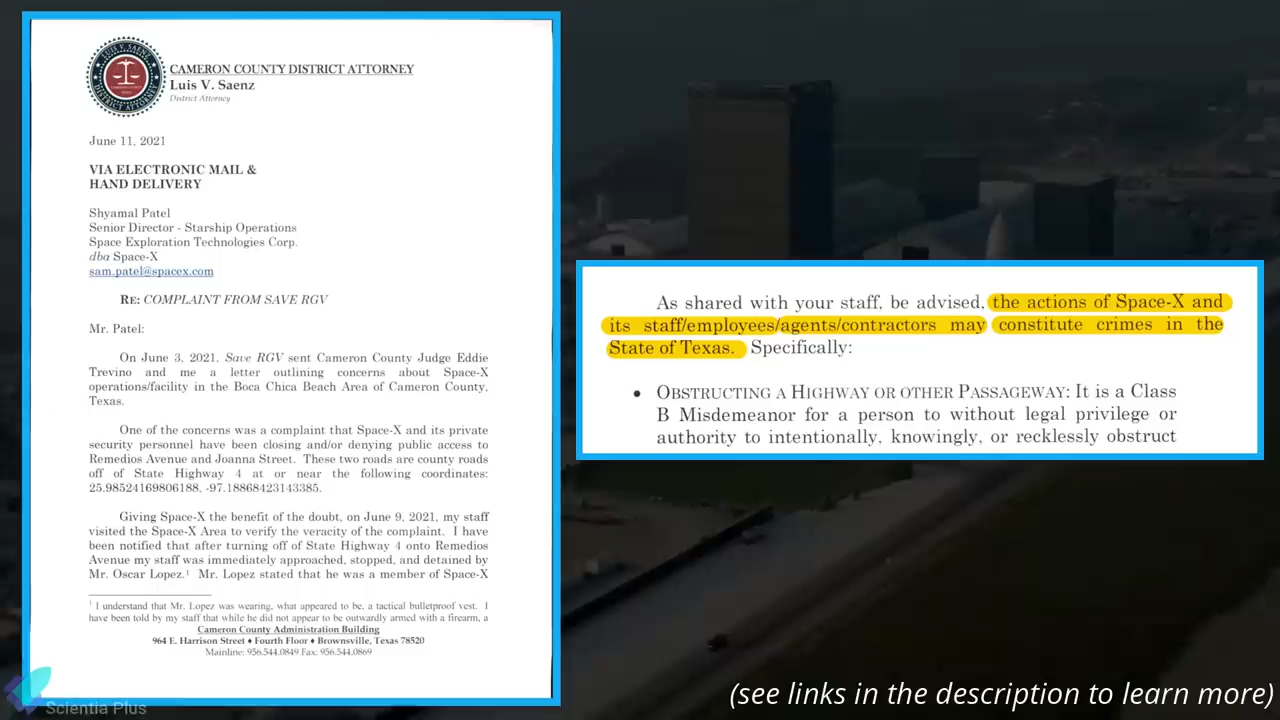 LUIS V. SAENZ
DISTRICT ATTORNEY
CAMERON COUNTY DISTRICT ATTORNEY
Luis V. Saenz
District Attorney
June 11, 2021
VIA ELECTRONIC MAIL &
HAND DELIVERY
Shyamal Patel
Senior Director - Starship Operations
Space Exploration Technologies Corp.
dba Space-X
sam.patel@spacex.com
RE: COMPLAINT FROM SAVE RGV
Mr. Patel:
On June 3, 2021, Save RGV sent Cameron County Judge Eddie
Trevino and me a letter outlining concerns about Space-X
operations/facility in the Boca Chica Beach Area of Cameron County,
Texas.
One of the concerns was a complaint that Space-X and its private
security personnel have been closing and/or denying public access to
Remedios Avenue and Joanna Street. These two roads are county roads
off of State Highway 4 at or near the following coordinates:
25.98524169806188, -97.18868423143385.
Giving Space-X the benefit of the doubt, on June 9, 2021, my staff
visited the Space-X Area to verify the veracity of the complaint. I have
been notified that after turning off of State Highway 4 onto Remedios
Avenue my staff was immediately approached, stopped, and detained by
Mr. Oscar Lopez.1 Mr. Lopez stated that he was a member of Space-X
1 I understand that Mr. Lopez was wearing, what appeared to be, a tactical bulletproof vest. I
have been told by my staff that while he did not appear to be outwardly armed with a firearm, a
Cameron County Administration Building
964 E. Harrison Street ♦ Fourth Floor ♦ Brownsville, Texas 78520
Mainline: 956.544.0849 Fax: 956.544.0869
As shared with your staff, be advised, the actions of Space-X and
its staff/employees/agents/contractors may constitute crimes in the
State of Texas. Specifically:
• OBSTRUCTING A HIGHWAY OR OTHER PASSAGEWAY: It is a Class
B Misdemeanor for a person to without legal privilege or
authority to intentionally, knowingly, or recklessly obstruct
(see links in the description to learn more)
Scientia Plus